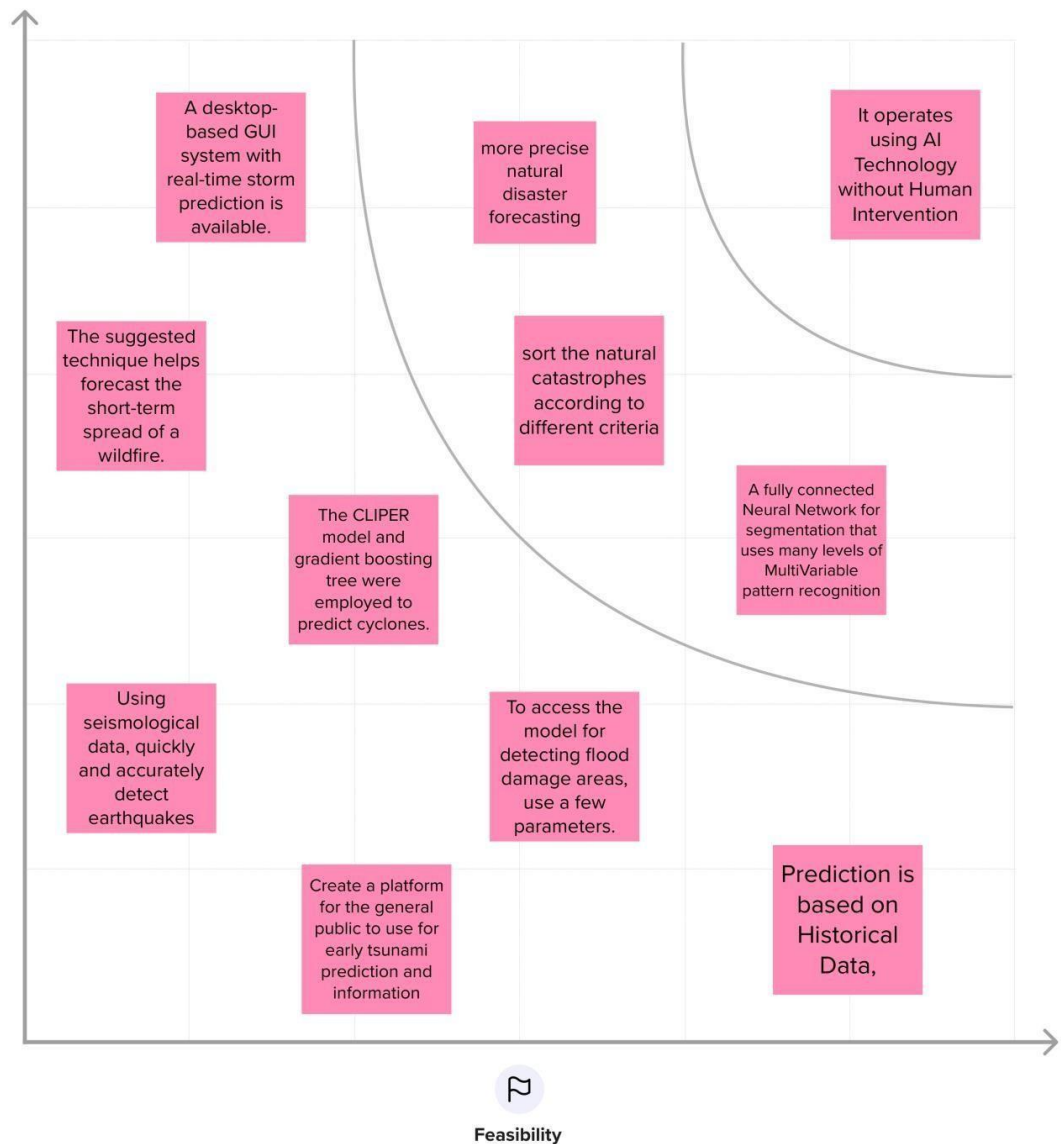 A desktop-
based GUI
system with
real-time storm
prediction is
available.
more precise
natural
disaster
forecasting
It operates
using AI
Technology
without Human
Intervention
The suggested
technique helps
forecast the
short-term
spread of a
wildfire.
sort the natural
catastrophes
according to
different criteria
A fully connected
Neural Network for
segmentation that
uses many levels of
MultiVariable
pattern recognition
The CLIPER
model and
gradient boosting
tree were
employed to
predict cyclones.
Using
seismological
data, quickly
and accurately
detect
earthquakes
To access the
model for
detecting flood
damage areas,
use a few
parameters.
Create a platform
for the general
public to use for
early tsunami
prediction and
information
Prediction is
based on
Historical
Data,
Feasibility